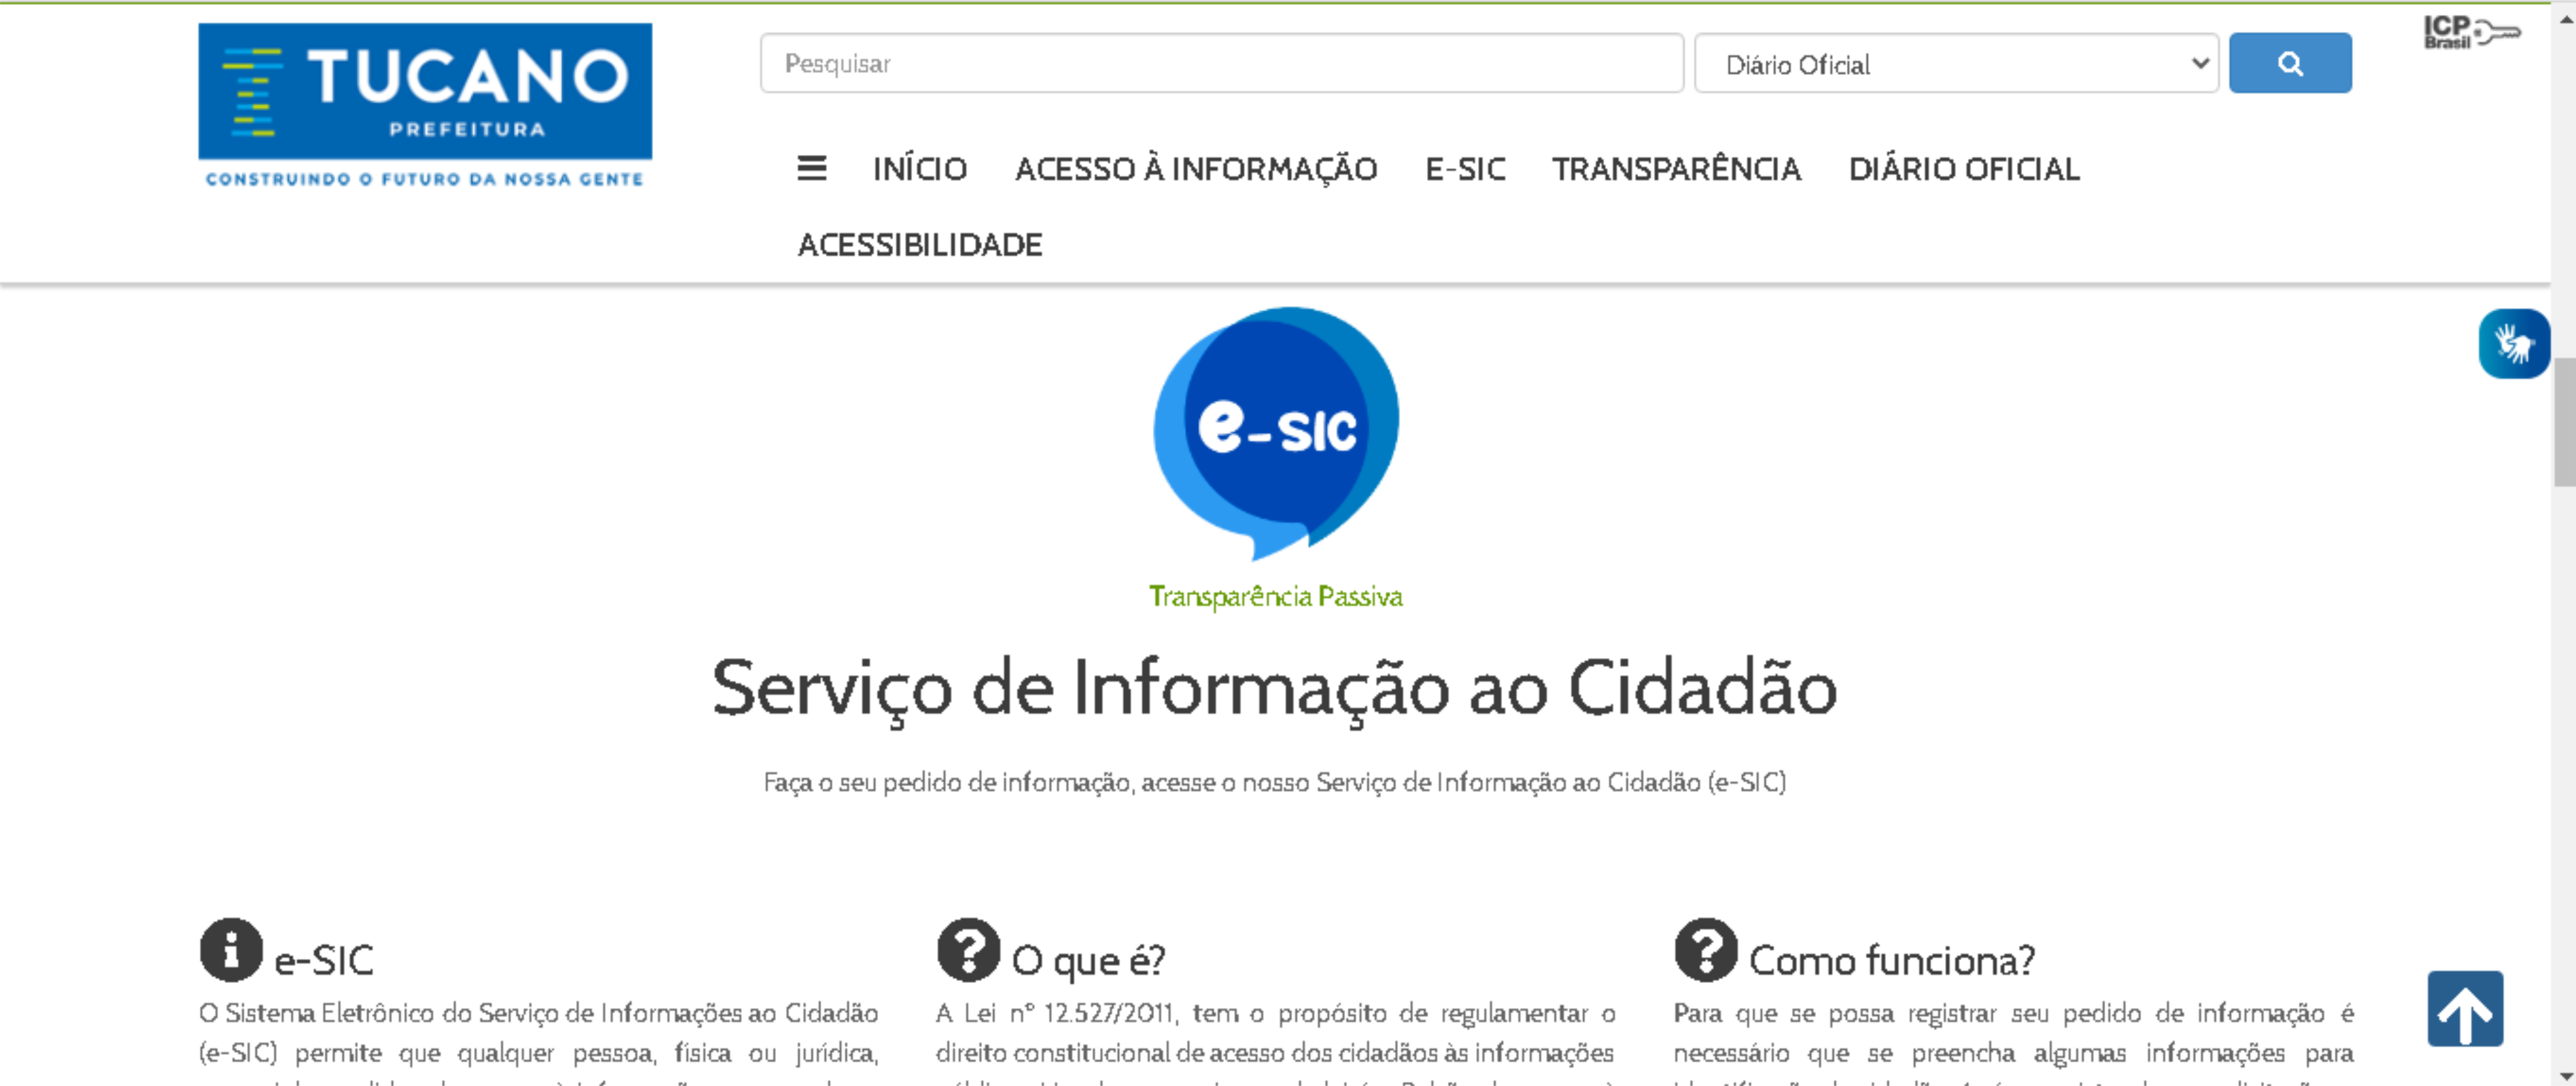 TUCANO
PREFEITURA
CONSTRUINDO O FUTURO DA NOSSA GENTE
Pesquisar
Diário Oficial
ICP
Brasil
INÍCIO ACESSO À INFORMAÇÃO E-SIC TRANSPARÊNCIA DIÁRIO OFICIAL
ACESSIBILIDADE
e-sic
Transparência Passiva
Serviço de Informação ao Cidadão
Faça o seu pedido de informação, acesse o nosso Serviço de Informação ao Cidadão (e-SIC)
e-SIC
O Sistema Eletrônico do Serviço de Informações ao Cidadão
(e-SIC) permite que qualquer pessoa, física ou jurídica,
O que é?
A Lei nº 12.527/2011, tem o propósito de regulamentar o
direito constitucional de acesso dos cidadãos às informações
Como funciona?
Para que se possa registrar seu pedido de informação é
necessário que se preencha algumas informações para